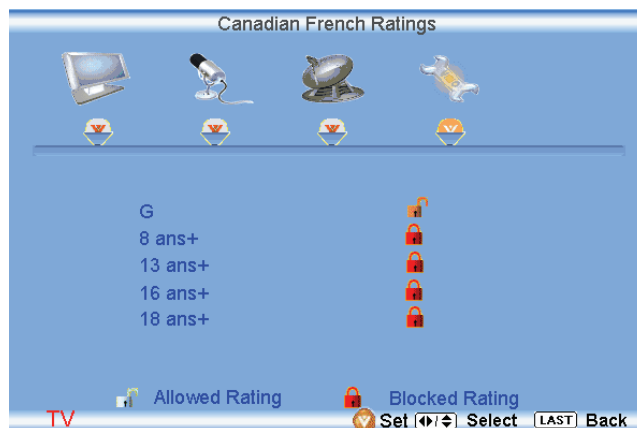 Canadian French Ratings
G
8 ans+
13 ans+
16 ans+
18 ans+
Allowed Rating Blocked Rating
TV Set Select LAST Back